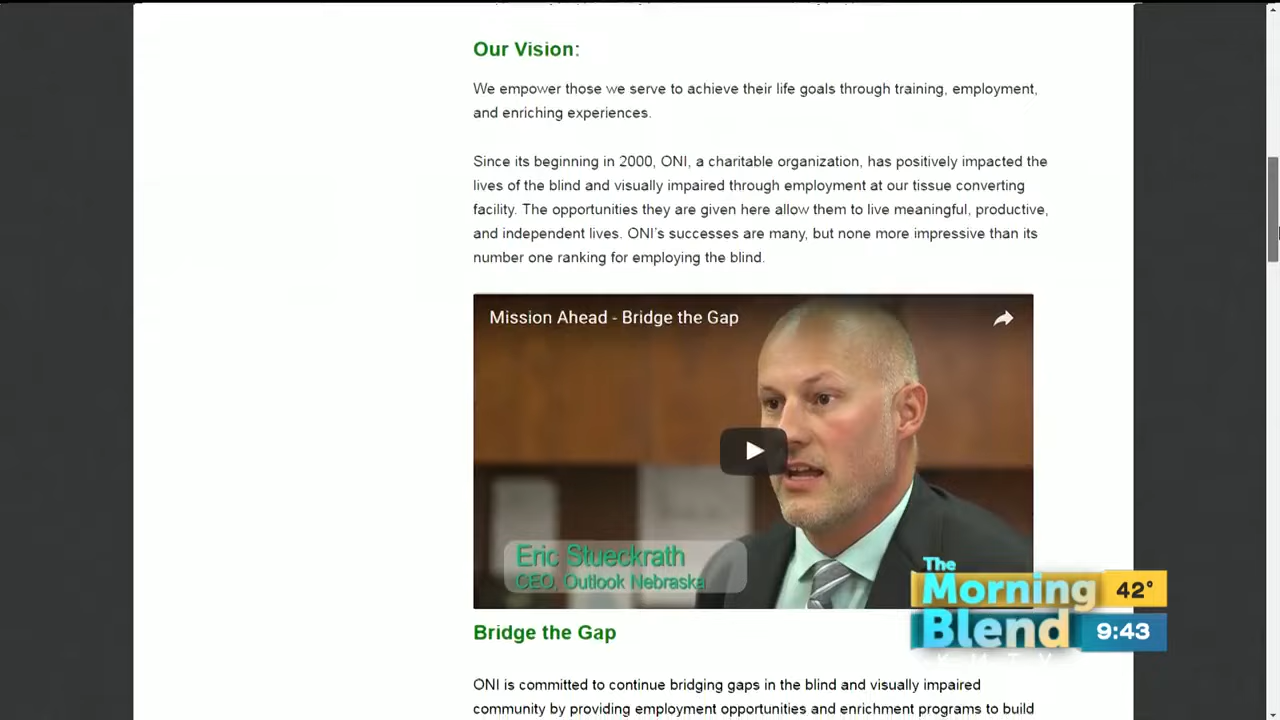 Our Vision:
We empower those we serve to achieve their life goals through training, employment,
and enriching experiences.
Since its beginning in 2000, ONI, a charitable organization, has positively impacted the
lives of the blind and visually impaired through employment at our tissue converting
facility. The opportunities they are given here allow them to live meaningful, productive,
and independent lives. ONI’s successes are many, but none more impressive than its
number one ranking for employing the blind.
Mission Ahead - Bridge the Gap
Eric Stueckrath
CEO, Outlook Nebraska
The
Morning
Blend
42°
9:43
KMTV
Bridge the Gap
ONI is committed to continue bridging gaps in the blind and visually impaired
community by providing employment opportunities and enrichment programs to build